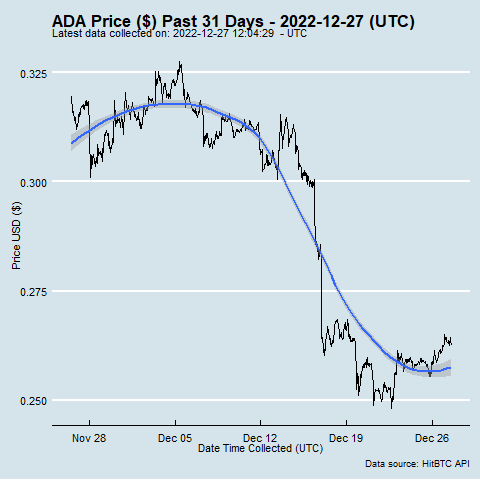 ADA Price ($) Past 31 Days - 2022-12-27 (UTC)
Latest data collected on: 2022-12-27 12:04:29 - UTC
0.325
0.300
0.275
0.250
Price USD ($)
Nov 28 Dec 05 Dec 12 Dec 19 Dec 26
Date Time Collected (UTC)
Data source: HitBTC API